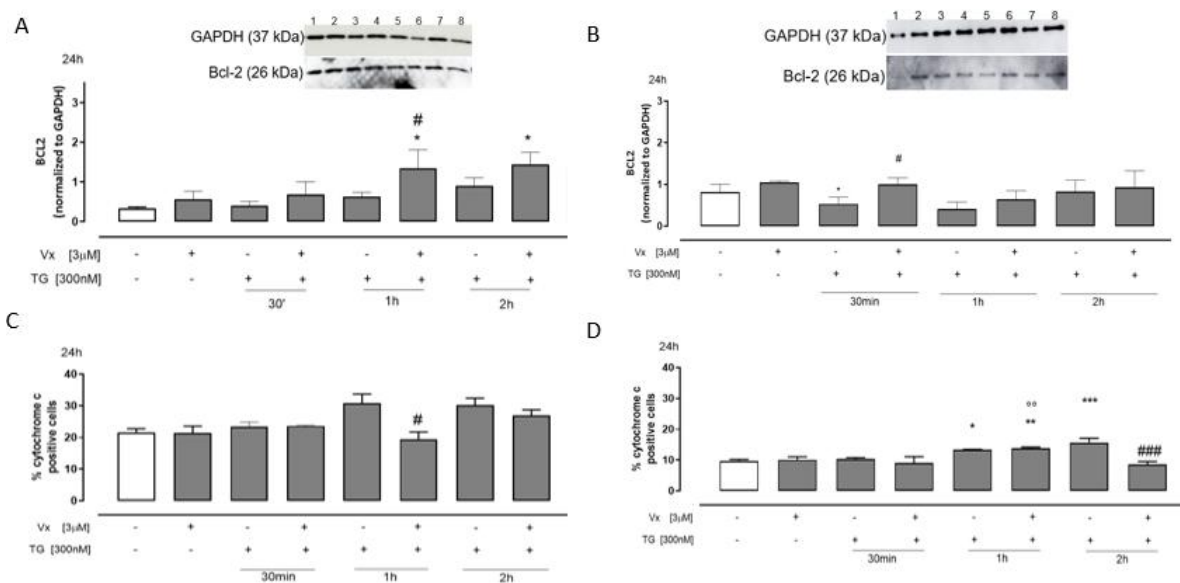 A
1 2 3 4 5 6 7 8
GAPDH (37 kDa)
Bcl-2 (26 kDa)
24h
BCL2
(normalized to GAPDH)
3
2
1
0
#
*
*
Vx [3µM] - + - + - + - +
TG [300nM] - - + + + + + +
30' 1h 2h
B
1 2 3 4 5 6 7 8
GAPDH (37 kDa)
Bcl-2 (26 kDa)
24h
BCL2
(normalized to GAPDH)
3
2
1
0
*
#
Vx [3µM] - + - + - + - +
TG [300nM] - - + + + + + +
30min 1h 2h
C
24h
% cytochrome c
positive cells
40
30
20
10
0
#
Vx [3µM] - + - + - + - +
TG [300nM] - - + + + + + +
30min 1h 2h
D
24h
% cytochrome c
positive cells
40
30
20
10
0
*
°°
**
***
###
Vx [3µM] - + - + - + - +
TG [300nM] - - + + + + + +
30min 1h 2h